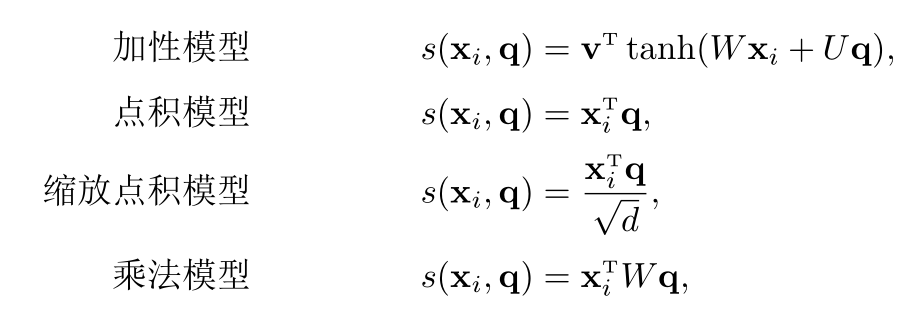 加性模型 s(𝐱ᵢ, 𝐪) = 𝐯ᵀ tanh(W𝐱ᵢ + U𝐪),
点积模型 s(𝐱ᵢ, 𝐪) = 𝐱ᵢᵀ𝐪,
缩放点积模型 s(𝐱ᵢ, 𝐪) = 𝐱ᵢᵀ𝐪 / √d,
乘法模型 s(𝐱ᵢ, 𝐪) = 𝐱ᵢᵀW𝐪,